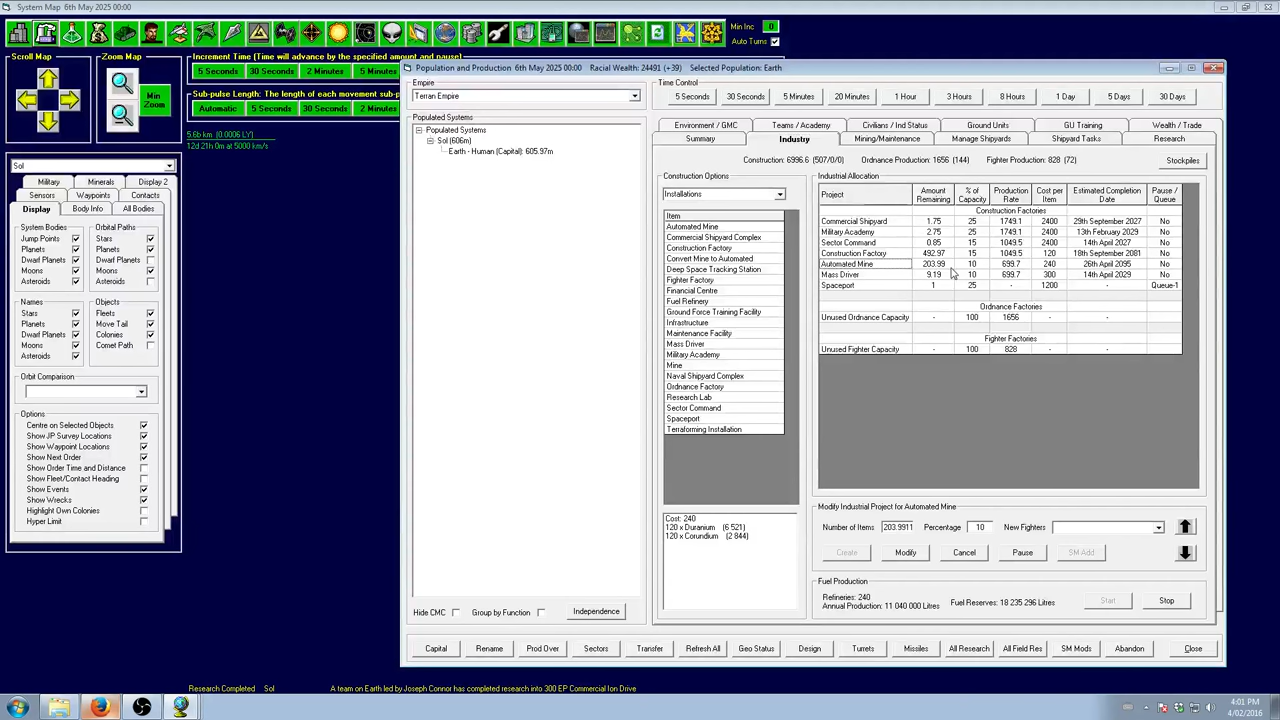 System Map 6th May 2025 00:00
Min Inc 0
Auto Turns
Scroll Map
Zoom Map
Min Zoom
Increment Time (Time will advance by the specified amount and pause)
5 Seconds 30 Seconds 2 Minutes 5 Minutes
Sub-pulse Length: The length of each movement sub-p
Automatic 5 Seconds 30 Seconds 2 Minutes
5.6b km (0.0006 LY)
12d 21h 0m at 5000 km/s
Sol
Military Minerals Display 2
Sensors Waypoints Contacts
Display Body Info All Bodies
System Bodies
Jump Points
Planets
Dwarf Planets
Moons
Asteroids
Orbital Paths
Stars
Planets
Dwarf Planets
Moons
Asteroids
Names
Stars
Planets
Dwarf Planets
Moons
Asteroids
Objects
Fleets
Move Tail
Colonies
Comet Path
Orbit Comparison
Options
Centre on Selected Objects
Show JP Survey Locations
Show Waypoint Locations
Show Next Order
Show Order Time and Distance
Show Fleet/Contact Heading
Show Events
Show Wrecks
Highlight Own Colonies
Hyper Limit
Population and Production 6th May 2025 00:00 Racial Wealth: 24491 (+39) Selected Population: Earth
Empire
Terran Empire
Populated Systems
Populated Systems
Sol (606m)
Earth - Human (Capital): 605.97m
Hide CMC Group by Function Independence
Time Control
5 Seconds 30 Seconds 5 Minutes 20 Minutes 1 Hour 3 Hours 8 Hours 1 Day 5 Days 30 Days
Environment / GMC Teams / Academy Civilians / Ind Status Ground Units GU Training Wealth / Trade
Summary Industry Mining/Maintenance Manage Shipyards Shipyard Tasks Research
Construction: 6996.6 (507/0/0) Ordnance Production: 1656 (144) Fighter Production: 828 (72) Stockpiles
Construction Options
Installations
Item
Automated Mine
Commercial Shipyard Complex
Construction Factory
Convert Mine to Automated
Deep Space Tracking Station
Fighter Factory
Financial Centre
Fuel Refinery
Ground Force Training Facility
Infrastructure
Maintenance Facility
Mass Driver
Military Academy
Mine
Naval Shipyard Complex
Ordnance Factory
Research Lab
Sector Command
Spaceport
Terraforming Installation
Cost: 240
120 x Duranium (6 521)
120 x Corundium (2 844)
Industrial Allocation
Project Amount Remaining % of Capacity Production Rate Cost per Item Estimated Completion Date Pause / Queue
Construction Factories
Commercial Shipyard 1.75 25 1749.1 2400 29th September 2027 No
Military Academy 2.75 25 1749.1 2400 13th February 2029 No
Sector Command 0.85 15 1049.5 2400 14th April 2027 No
Construction Factory 492.97 15 1049.5 120 18th September 2081 No
Automated Mine 203.99 10 699.7 240 26th April 2095 No
Mass Driver 9.19 10 699.7 300 14th April 2029 No
Spaceport 1 25 - 1200 - Queue-1
Ordnance Factories
Unused Ordnance Capacity - 100 1656 - -
Fighter Factories
Unused Fighter Capacity - 100 828 - -
Modify Industrial Project for Automated Mine
Number of Items 203.9911 Percentage 10 New Fighters
Create Modify Cancel Pause SM Add
Fuel Production
Refineries: 240
Annual Production: 11 040 000 Litres
Fuel Reserves: 18 235 296 Litres
Start Stop
Capital Rename Prod Over Sectors Transfer Refresh All Geo Status Design Turrets Missiles All Research All Field Res SM Mods Abandon Close
Research Completed Sol A team on Earth led by Joseph Connor has completed research into 300 EP Commercial Ion Drive
4:01 PM
4/02/2016